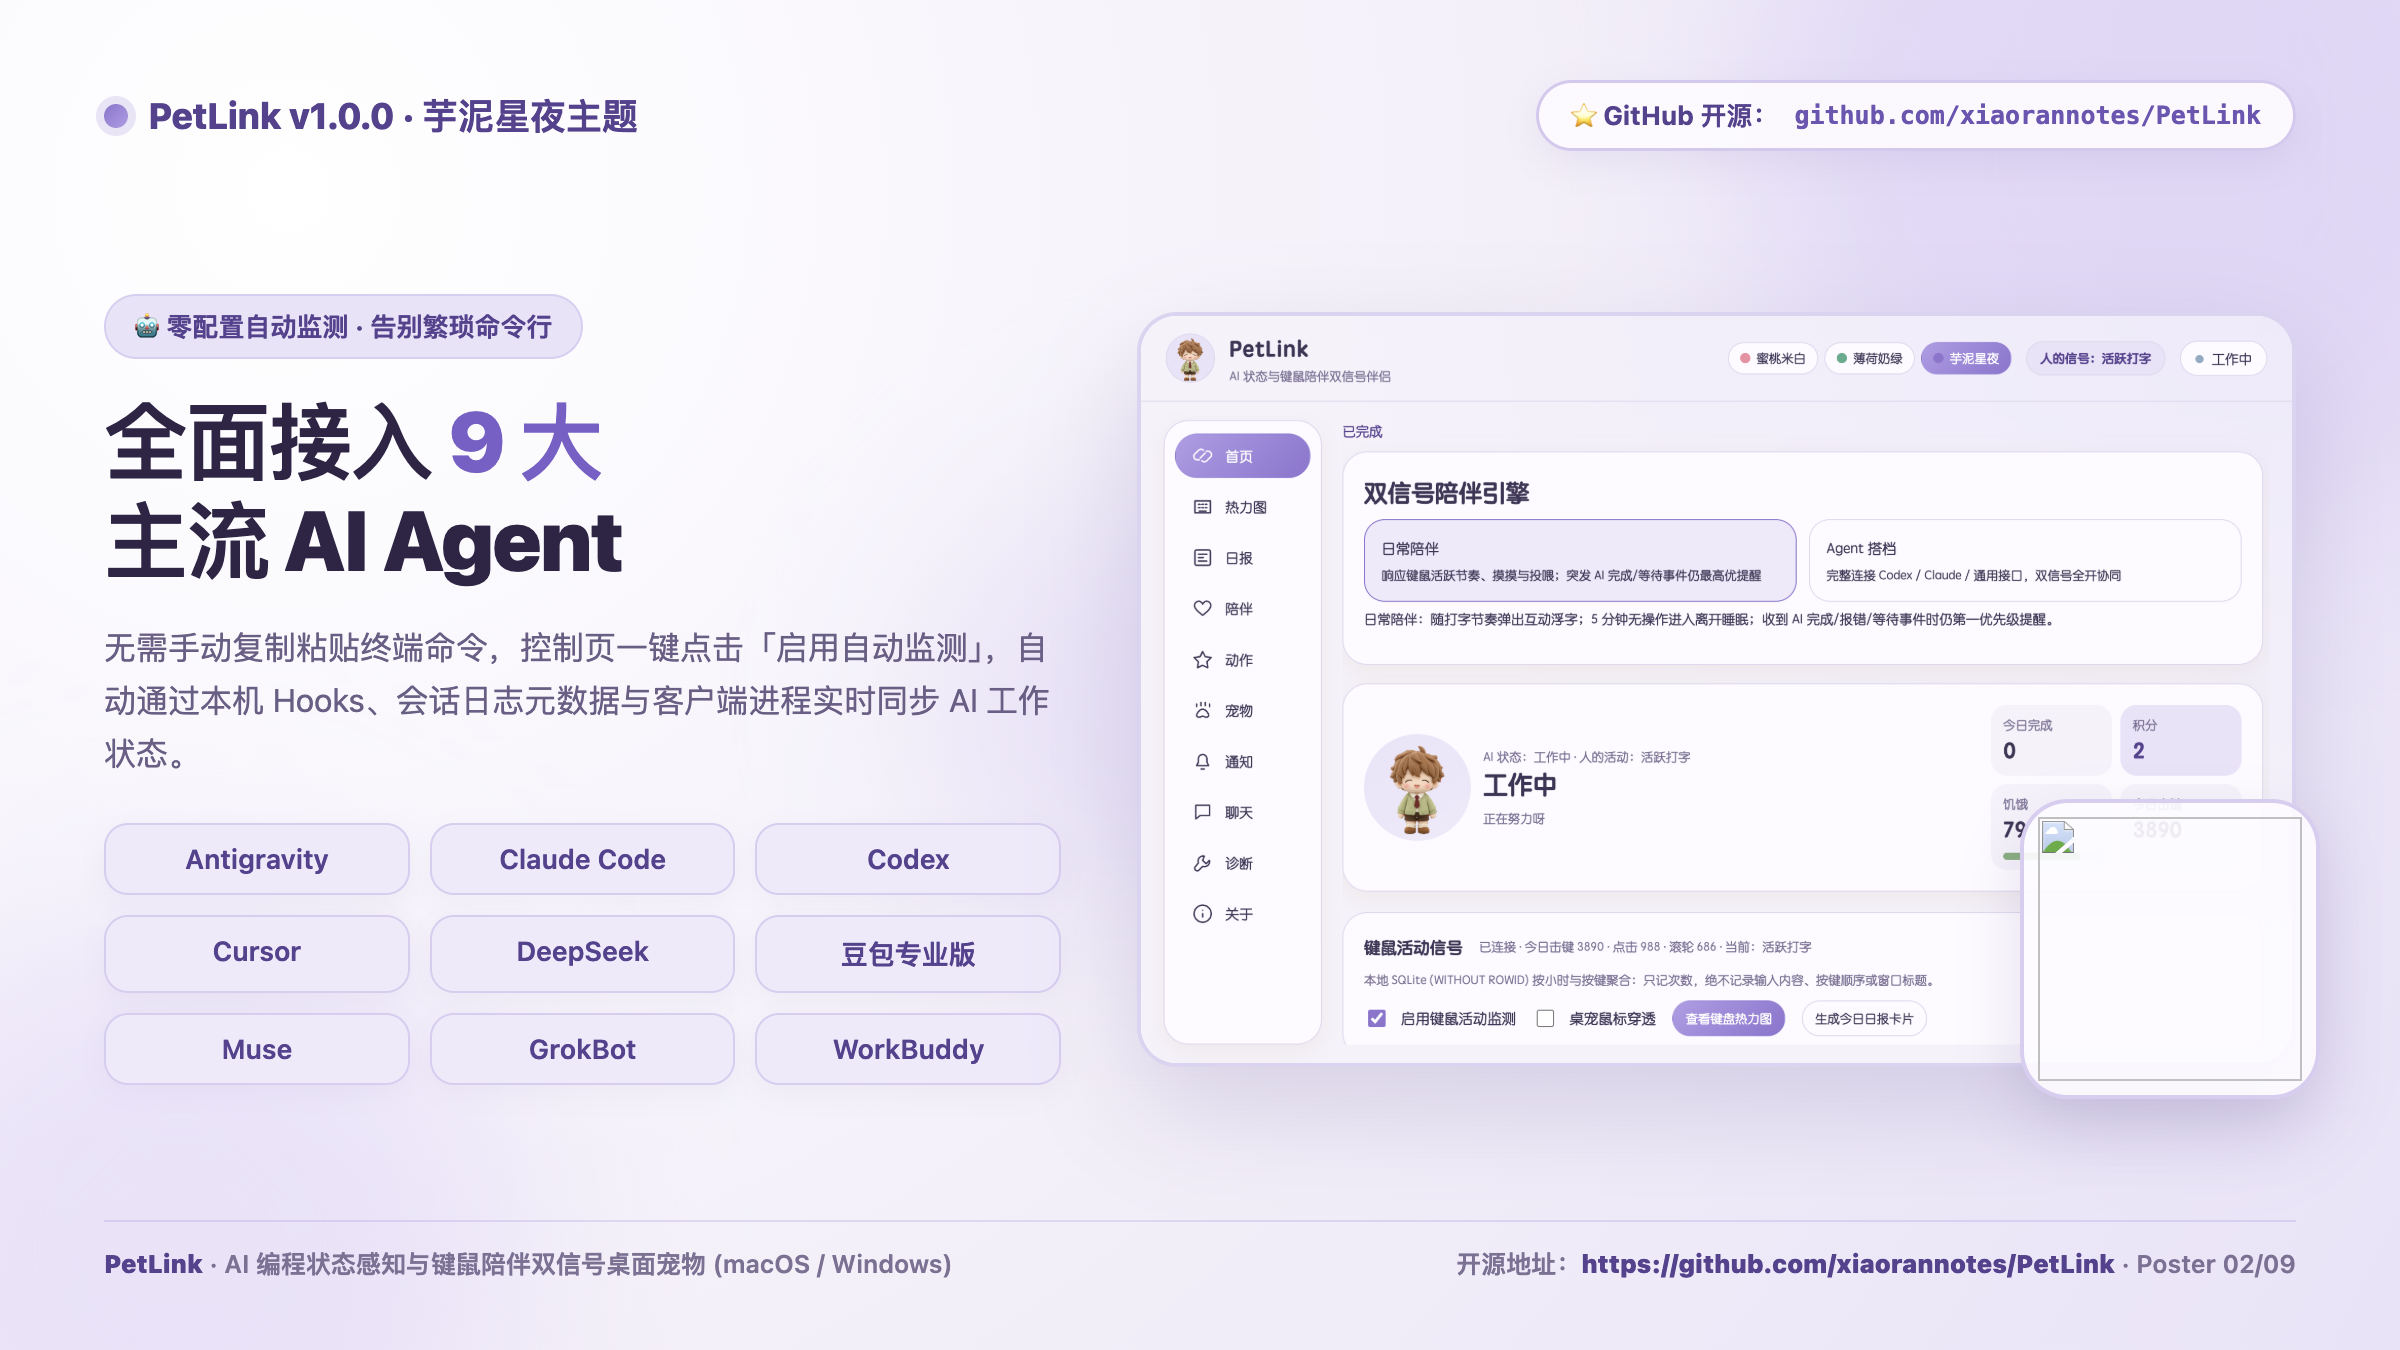 PetLink v1.0.0 · 芋泥星夜主题
⭐ GitHub 开源： github.com/xiaorannotes/PetLink
🤖 零配置自动监测 · 告别繁琐命令行
全面接入 9 大
主流 AI Agent
无需手动复制粘贴终端命令，控制页一键点击「启用自动监测」，自
动通过本机 Hooks、会话日志元数据与客户端进程实时同步 AI 工作
状态。
Antigravity
Claude Code
Codex
Cursor
DeepSeek
豆包专业版
Muse
GrokBot
WorkBuddy
PetLink
AI 状态与键鼠陪伴双信号伴侣
蜜桃米白
薄荷奶绿
芋泥星夜
人的信号：活跃打字
工作中
首页
热力图
日报
陪伴
动作
宠物
通知
聊天
诊断
关于
已完成
双信号陪伴引擎
日常陪伴
响应键鼠活跃节奏、摸摸与投喂；突发 AI 完成/等待事件仍最高优提醒
Agent 搭档
完整连接 Codex / Claude / 通用接口，双信号全开协同
日常陪伴：随打字节奏弹出互动浮字；5 分钟无操作进入离开睡眠；收到 AI 完成/报错/等待事件时仍第一优先级提醒。
AI 状态：工作中 · 人的活动：活跃打字
工作中
正在努力呀
今日完成
0
积分
2
饥饿
79
今日击键
3890
键鼠活动信号
已连接 · 今日击键 3890 · 点击 988 · 滚轮 686 · 当前：活跃打字
本地 SQLite (WITHOUT ROWID) 按小时与按键聚合：只记次数，绝不记录输入内容、按键顺序或窗口标题。
启用键鼠活动监测
桌宠鼠标穿透
查看键盘热力图
生成今日日报卡片
PetLink · AI 编程状态感知与键鼠陪伴双信号桌面宠物 (macOS / Windows)
开源地址：https://github.com/xiaorannotes/PetLink · Poster 02/09